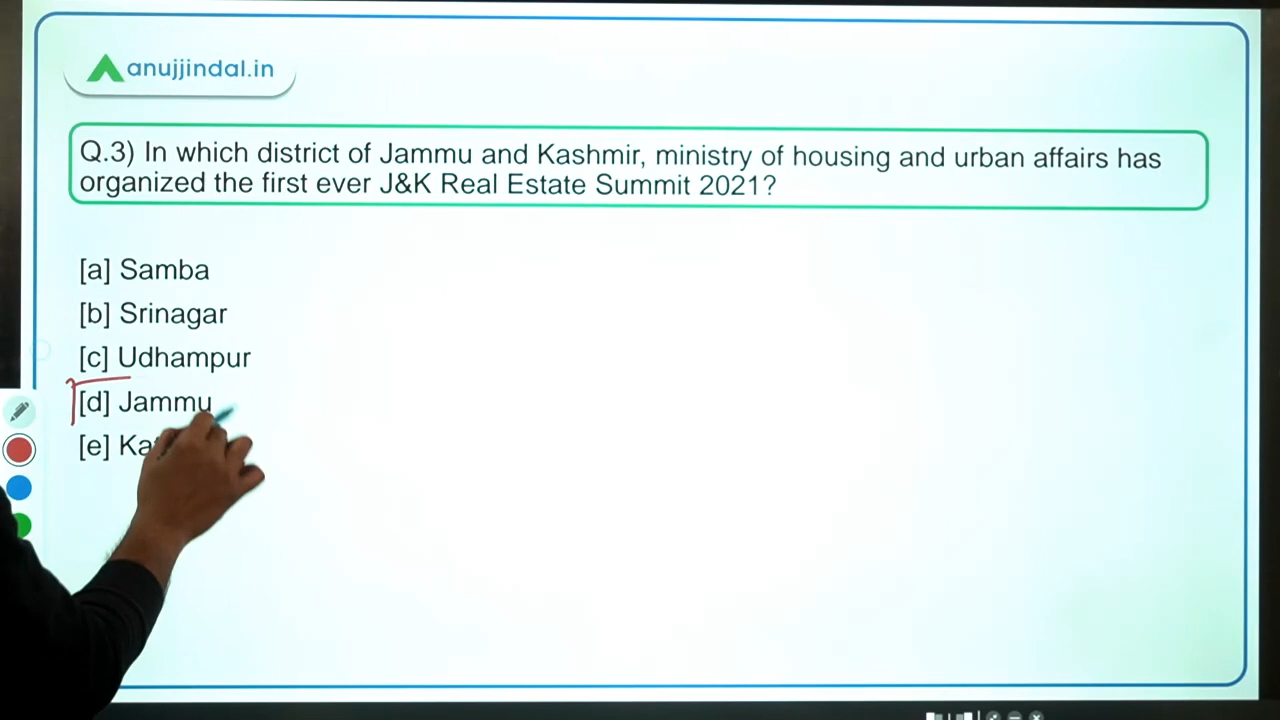 anujjindal.in
Q.3) In which district of Jammu and Kashmir, ministry of housing and urban affairs has
organized the first ever J&K Real Estate Summit 2021?
[a] Samba
[b] Srinagar
[c] Udhampur
[d] Jammu
[e]